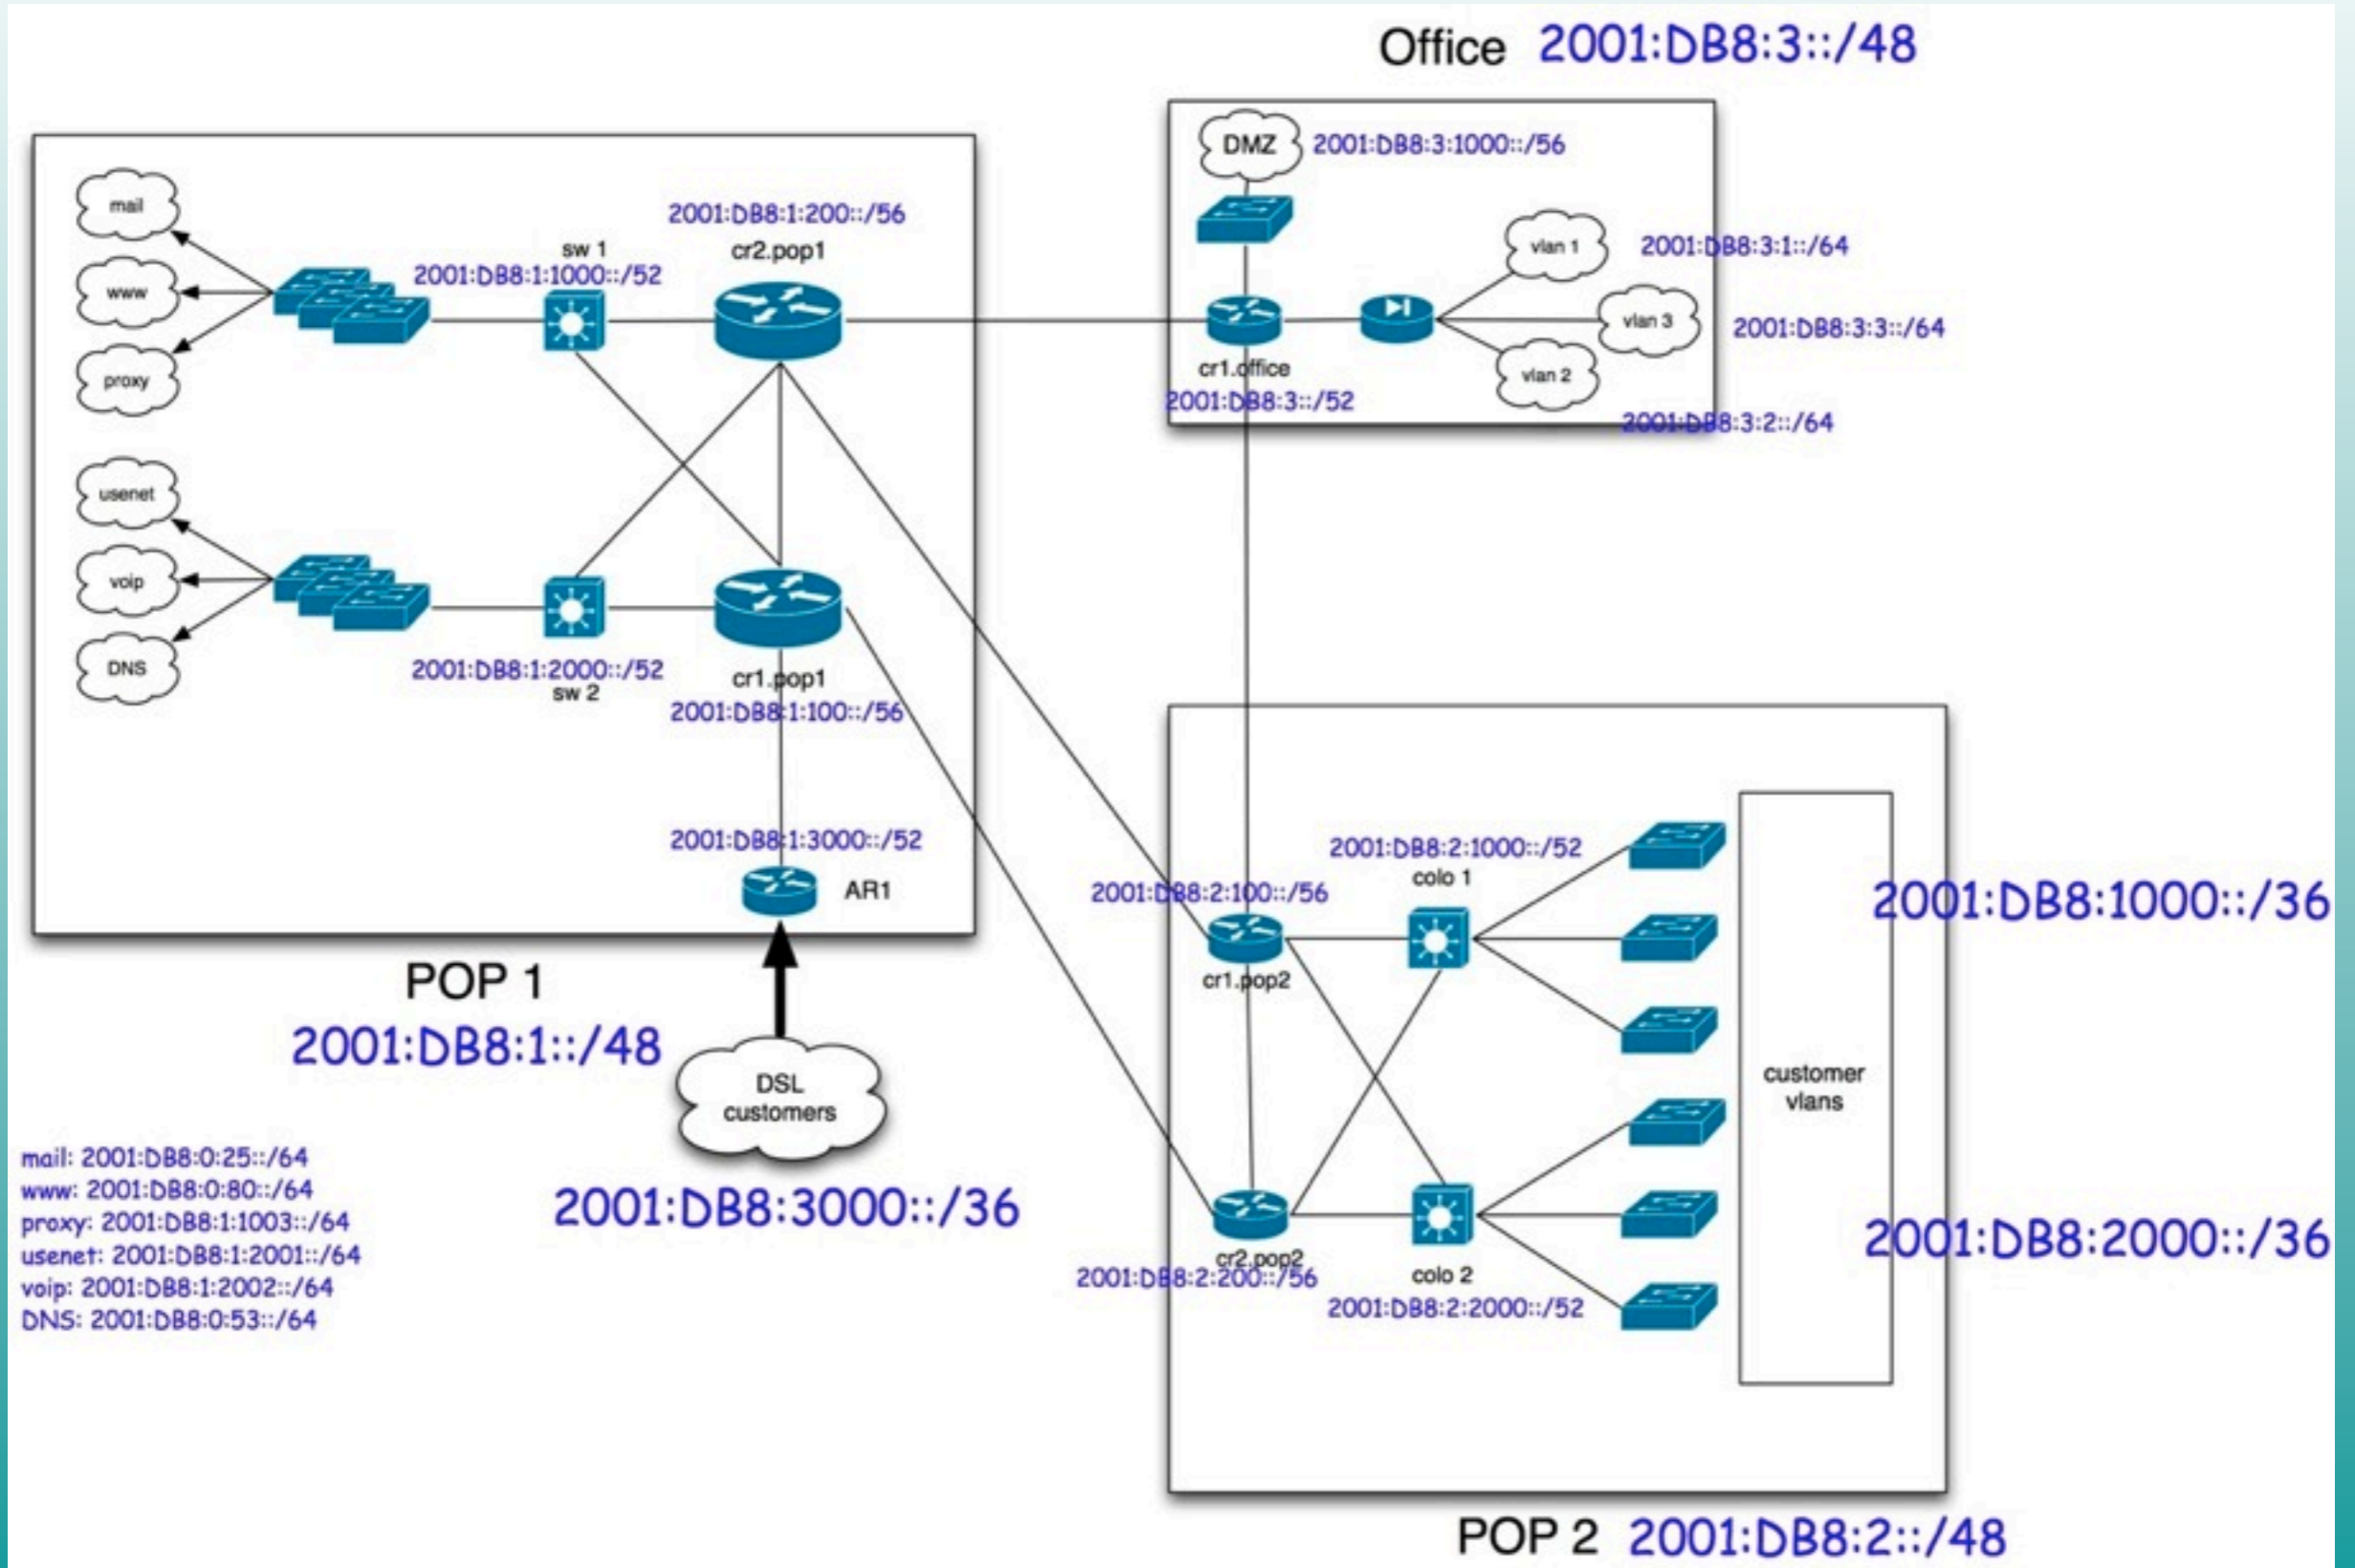 Office 2001:DB8:3::/48
DMZ
2001:DB8:3:1000::/56
vlan 1
2001:DB8:3:1::/64
vlan 3
2001:DB8:3:3::/64
vlan 2
2001:DB8:3:2::/64
cr1.office
2001:DB8:3::/52
mail
www
proxy
sw 1
2001:DB8:1:1000::/52
2001:DB8:1:200::/56
cr2.pop1
usenet
voip
DNS
2001:DB8:1:2000::/52
sw 2
cr1.pop1
2001:DB8:1:100::/56
2001:DB8:1:3000::/52
AR1
POP 1
2001:DB8:1::/48
DSL
customers
2001:DB8:3000::/36
mail: 2001:DB8:0:25::/64
www: 2001:DB8:0:80::/64
proxy: 2001:DB8:1:1003::/64
usenet: 2001:DB8:1:2001::/64
voip: 2001:DB8:1:2002::/64
DNS: 2001:DB8:0:53::/64
2001:DB8:2:100::/56
cr1.pop2
2001:DB8:2:1000::/52
colo 1
2001:DB8:1000::/36
customer
vlans
2001:DB8:2000::/36
cr2.pop2
2001:DB8:2:200::/56
colo 2
2001:DB8:2:2000::/52
POP 2 2001:DB8:2::/48